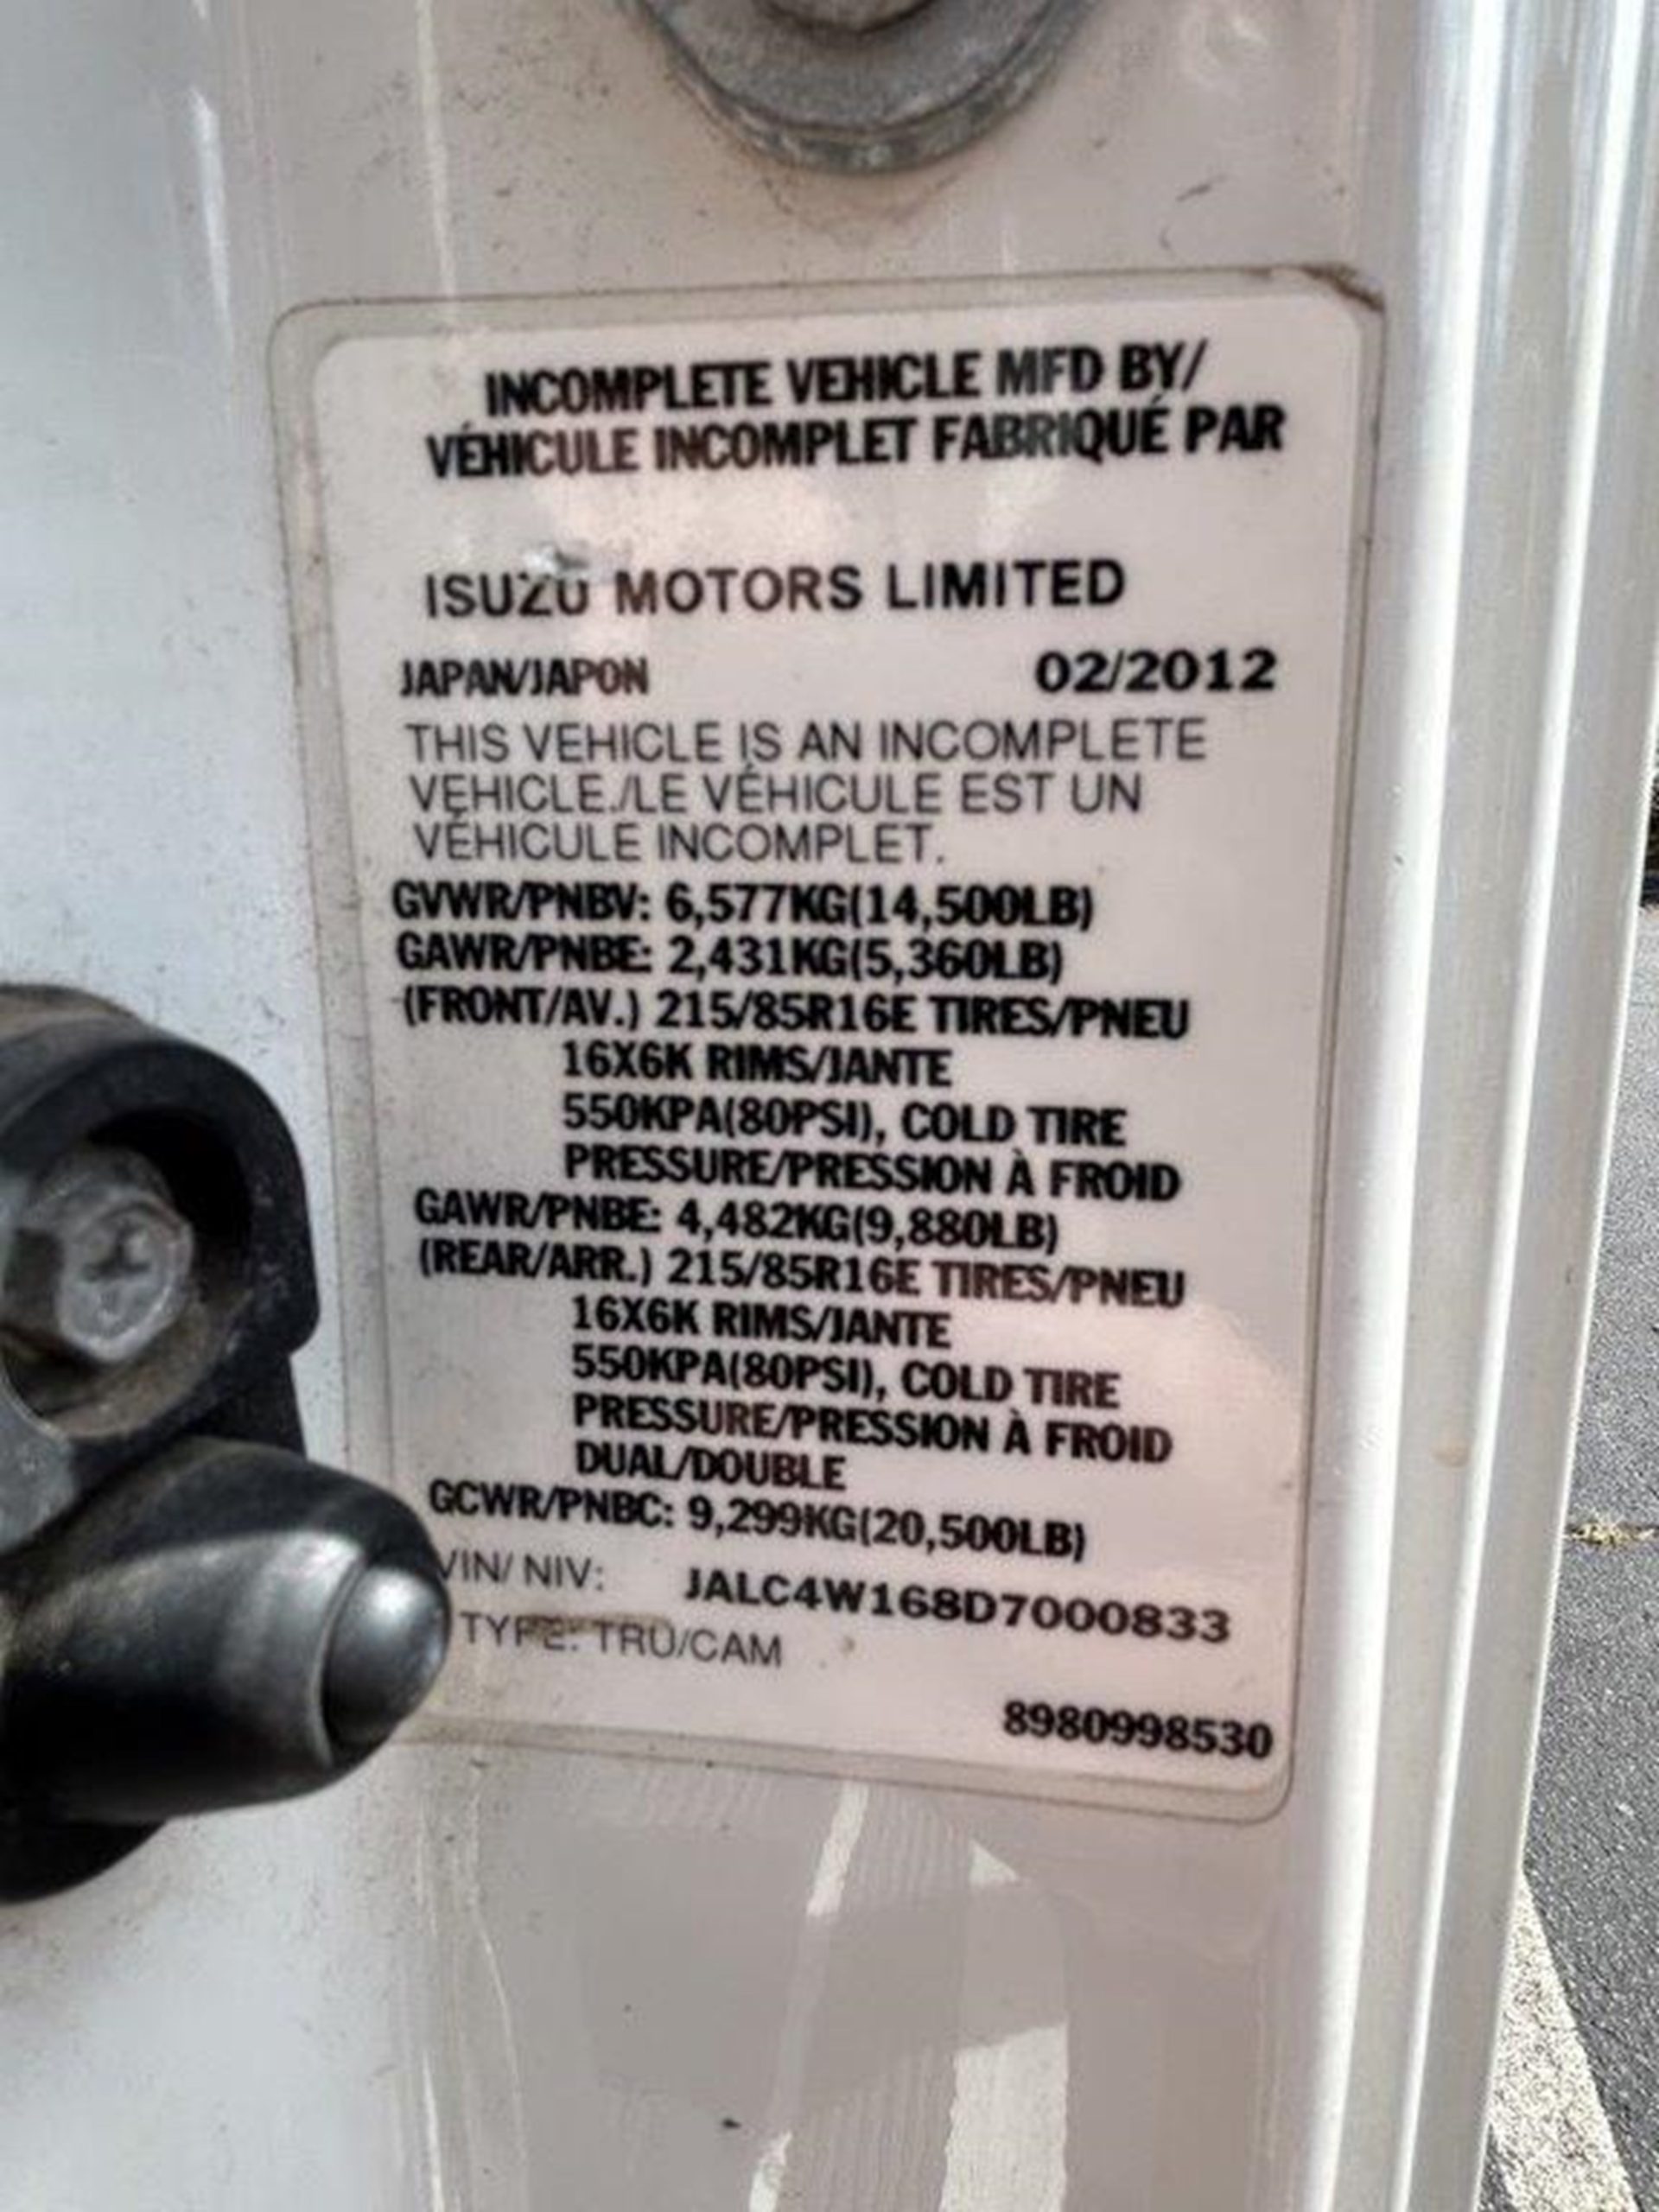 INCOMPLETE VEHICLE MFD BY/
VÉHICULE INCOMPLET FABRIQUÉ PAR
ISUZU MOTORS LIMITED
JAPAN/JAPON 02/2012
THIS VEHICLE IS AN INCOMPLETE
VEHICLE./LE VÉHICULE EST UN
VÉHICULE INCOMPLET.
GVWR/PNBV: 6,577KG(14,500LB)
GAWR/PNBE: 2,431KG(5,360LB)
(FRONT/AV.) 215/85R16E TIRES/PNEU
16X6K RIMS/JANTE
550KPA(80PSI), COLD TIRE
PRESSURE/PRESSION À FROID
GAWR/PNBE: 4,482KG(9,880LB)
(REAR/ARR.) 215/85R16E TIRES/PNEU
16X6K RIMS/JANTE
550KPA(80PSI), COLD TIRE
PRESSURE/PRESSION À FROID
DUAL/DOUBLE
GCWR/PNBC: 9,299KG(20,500LB)
VIN/ NIV: JALC4W168D7000833
TYPE: TRU/CAM
8980998530